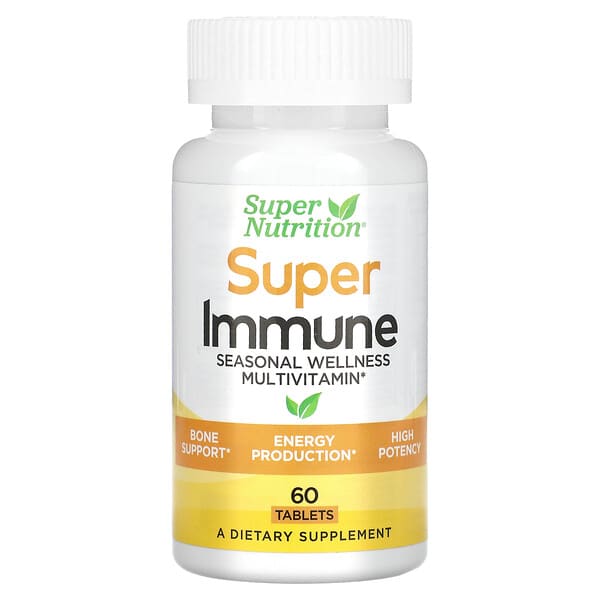 Super
Nutrition®
Super
Immune
SEASONAL WELLNESS
MULTIVITAMIN*
BONE
SUPPORT*
ENERGY
PRODUCTION*
HIGH
POTENCY
60
TABLETS
A DIETARY SUPPLEMENT